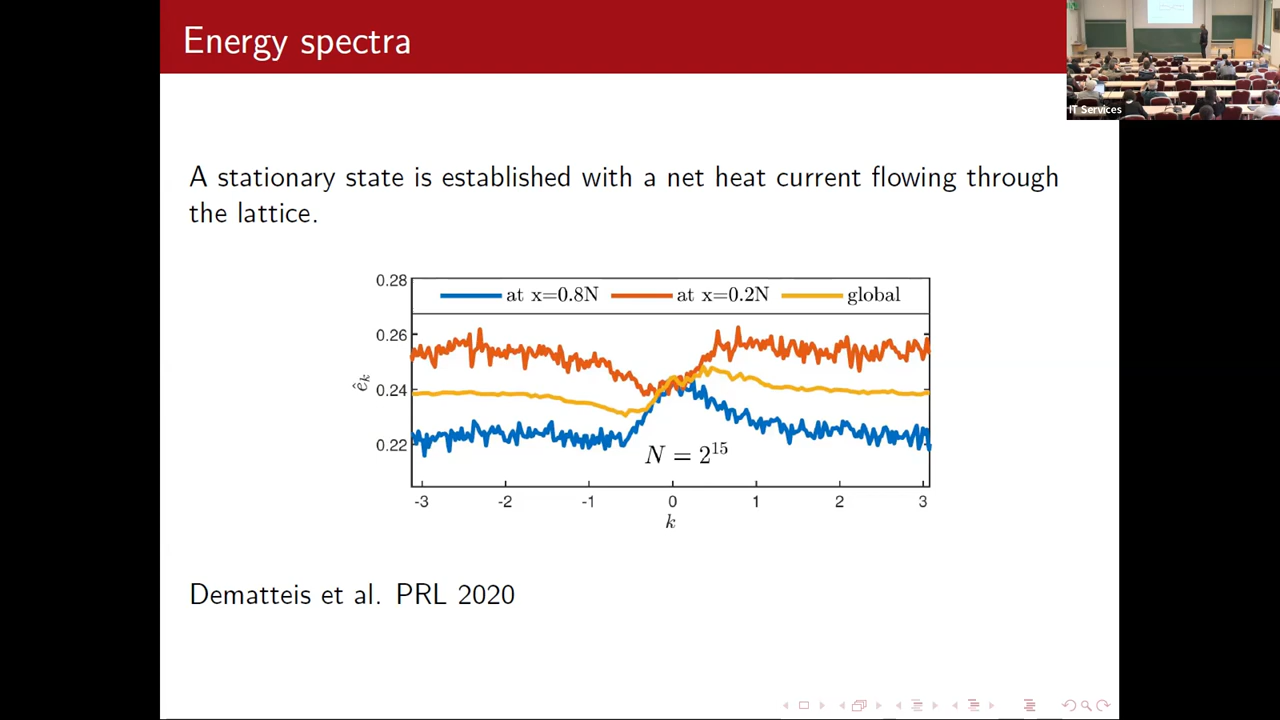 Energy spectra
IT Services
A stationary state is established with a net heat current flowing through
the lattice.
0.28
at x=0.8N at x=0.2N global
0.26
0.24
0.22
ê_k
N = 2^15
-3 -2 -1 0 1 2 3
k
Dematteis et al. PRL 2020